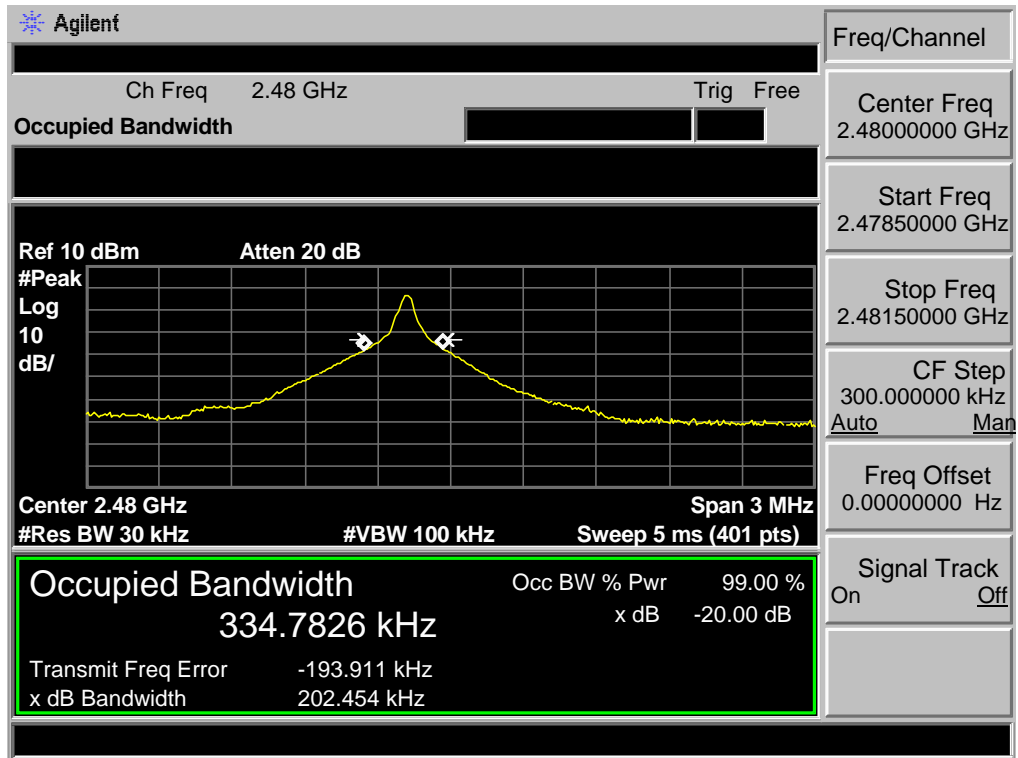 Agilent
Ch Freq 2.48 GHz Trig Free
Occupied Bandwidth
Ref 10 dBm Atten 20 dB
#Peak
Log
10
dB/
Center 2.48 GHz Span 3 MHz
#Res BW 30 kHz #VBW 100 kHz Sweep 5 ms (401 pts)
Occupied Bandwidth
334.7826 kHz
Occ BW % Pwr 99.00 %
x dB -20.00 dB
Transmit Freq Error -193.911 kHz
x dB Bandwidth 202.454 kHz
Freq/Channel
Center Freq
2.48000000 GHz
Start Freq
2.47850000 GHz
Stop Freq
2.48150000 GHz
CF Step
300.000000 kHz
Auto Man
Freq Offset
0.00000000 Hz
Signal Track
On Off